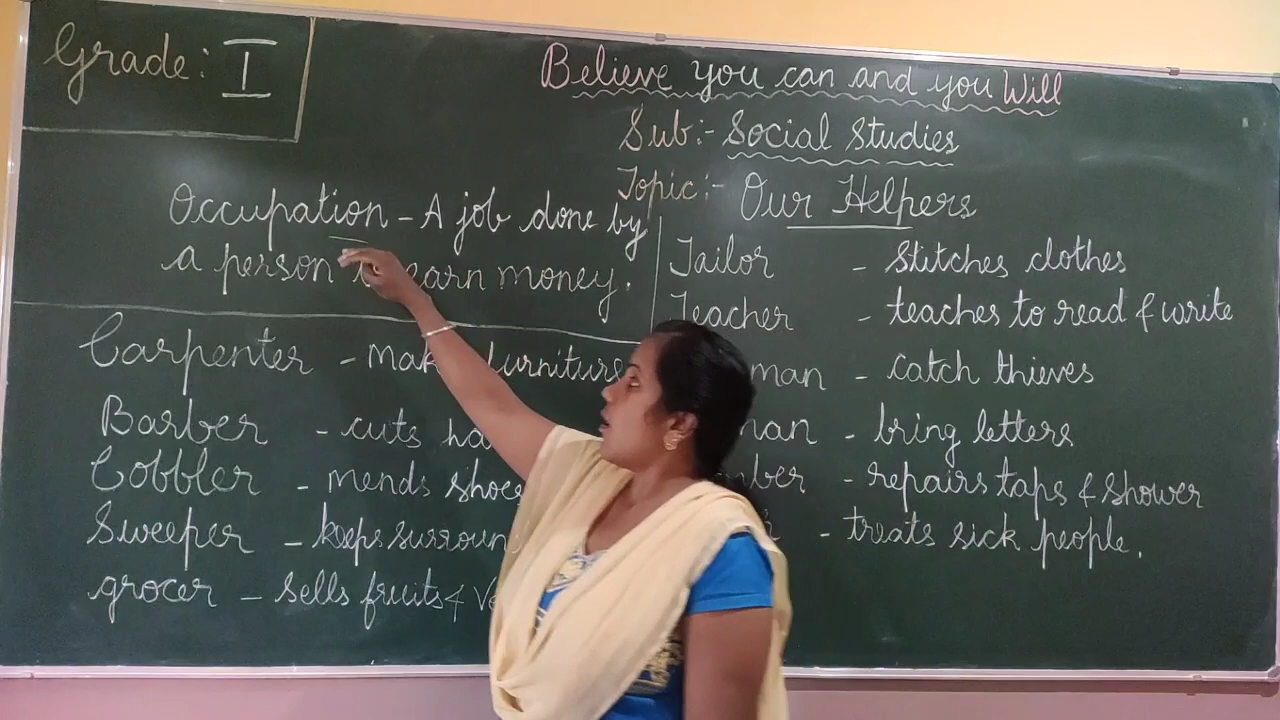 Grade: I
Believe you can and you Will
Sub:- Social Studies
Topic:- Our Helpers
Occupation - A job done by
a person earn money.
Carpenter - furniture
Barber - cuts
Cobbler - mends
Sweeper - keeps
grocer - sells fruits &
Tailor - stitches clothes
Teacher - teaches to read & write
man - catch thieves
man - bring letters
- repairs taps & shower
- treats sick people.